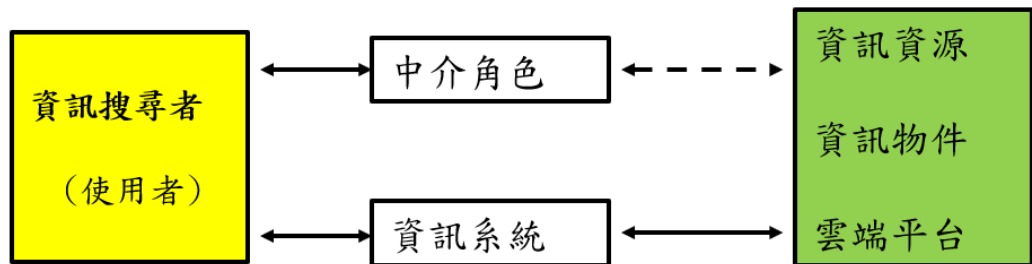 資訊搜尋者
（使用者）
中介角色
資訊系統
資訊資源
資訊物件
雲端平台